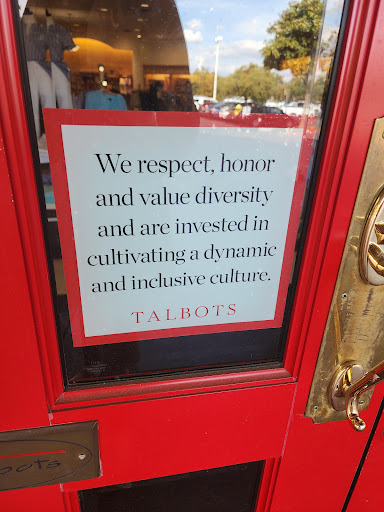 We respect, honor
and value diversity
and are invested in
cultivating a dynamic
and inclusive culture.
TALBOTS